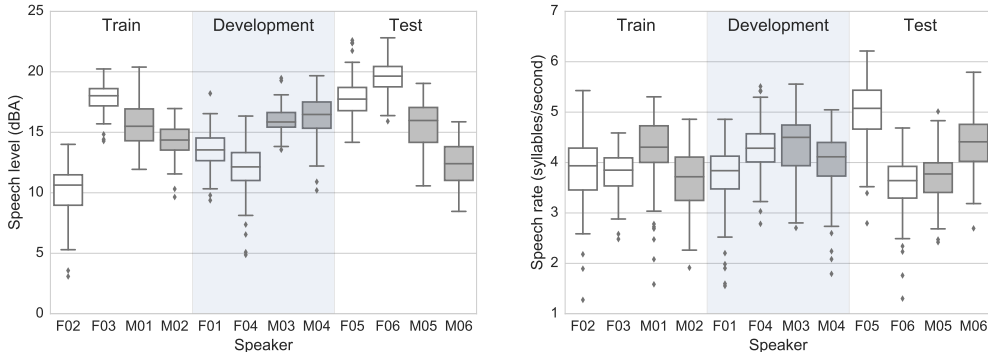 Train Development Test
Speech level (dBA)
25
20
15
10
5
0
F02 F03 M01 M02 F01 F04 M03 M04 F05 F06 M05 M06
Speaker
Train Development Test
Speech rate (syllables/second)
7
6
5
4
3
2
1
F02 F03 M01 M02 F01 F04 M03 M04 F05 F06 M05 M06
Speaker